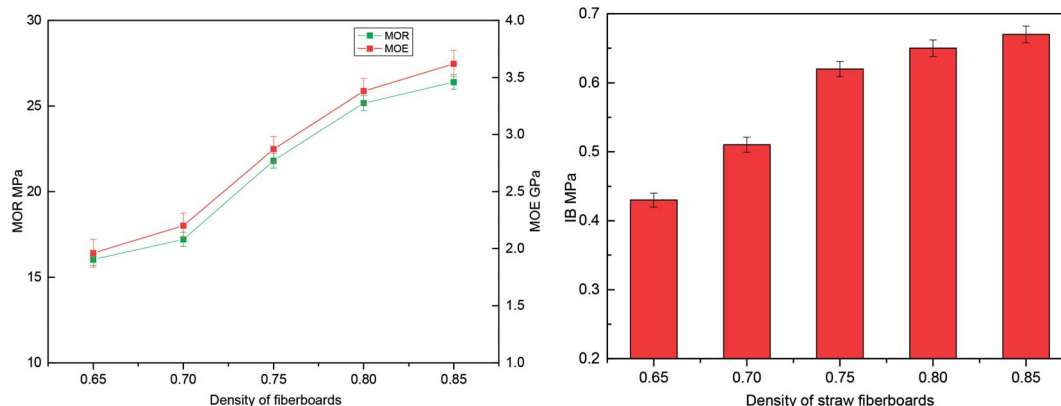 30
25
20
15
10
MOR MPa
MOR
MOE
4.0
3.5
3.0
2.5
2.0
1.5
1.0
MOE GPa
0.65 0.70 0.75 0.80 0.85
Density of fiberboards
0.7
0.6
0.5
0.4
0.3
0.2
IB MPa
0.65 0.70 0.75 0.80 0.85
Density of straw fiberboards